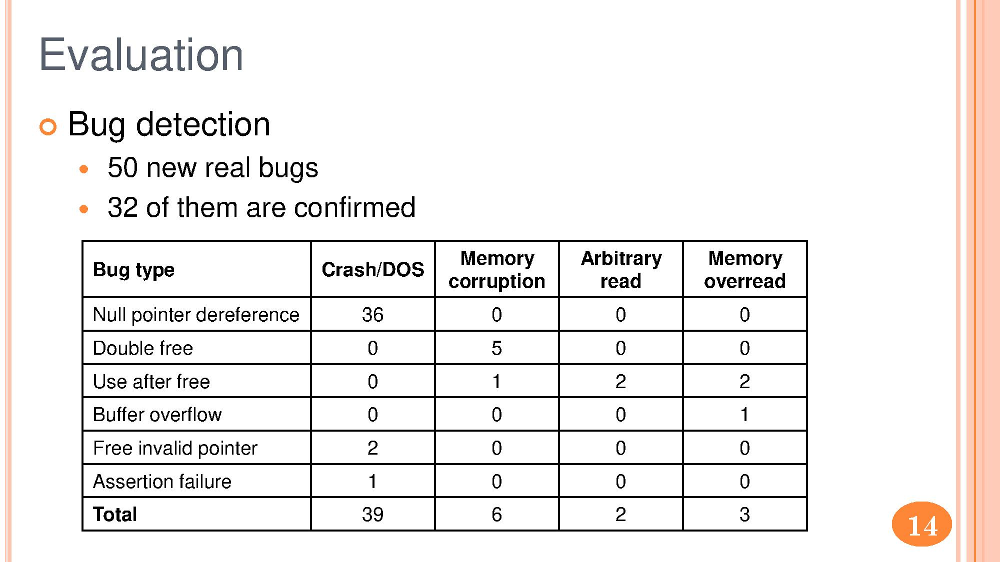 Evaluation
Bug detection
50 new real bugs
32 of them are confirmed
Bug type Crash/DOS Memory corruption Arbitrary read Memory overread
Null pointer dereference 36 0 0 0
Double free 0 5 0 0
Use after free 0 1 2 2
Buffer overflow 0 0 0 1
Free invalid pointer 2 0 0 0
Assertion failure 1 0 0 0
Total 39 6 2 3
14